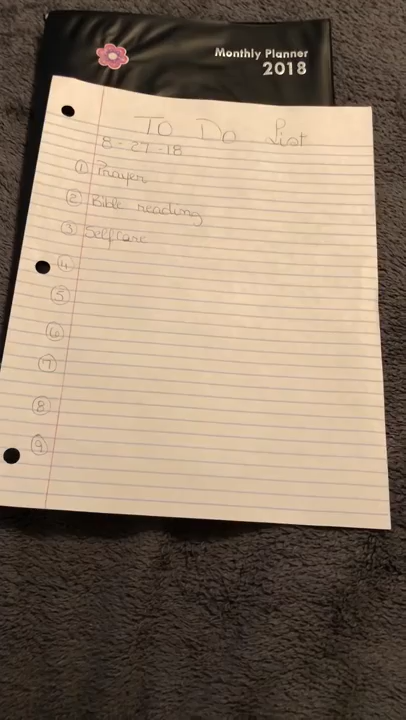 Monthly Planner
2018
To Do List
8-27-18
1 Prayer
2 Bible reading
3 Selfcare
4
5
6
7
8
9